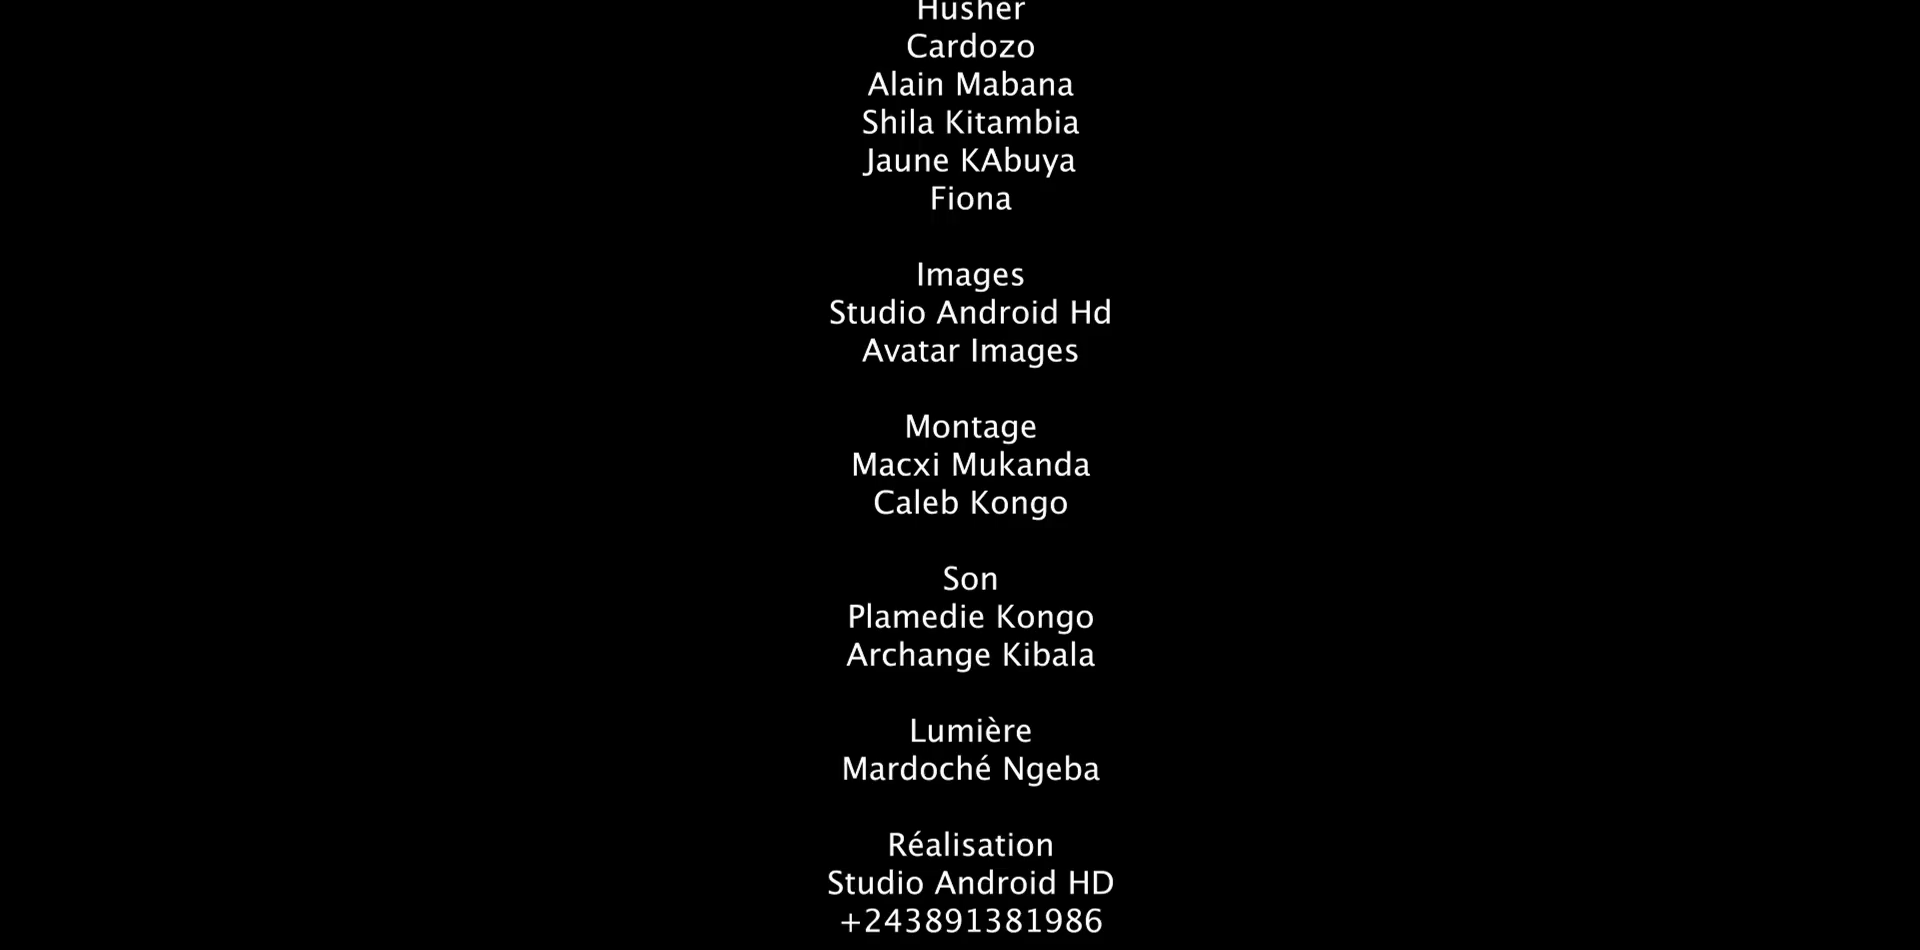 Husher
Cardozo
Alain Mabana
Shila Kitambia
Jaune KAbuya
Fiona
Images
Studio Android Hd
Avatar Images
Montage
Macxi Mukanda
Caleb Kongo
Son
Plamedie Kongo
Archange Kibala
Lumière
Mardoché Ngeba
Réalisation
Studio Android HD
+243891381986